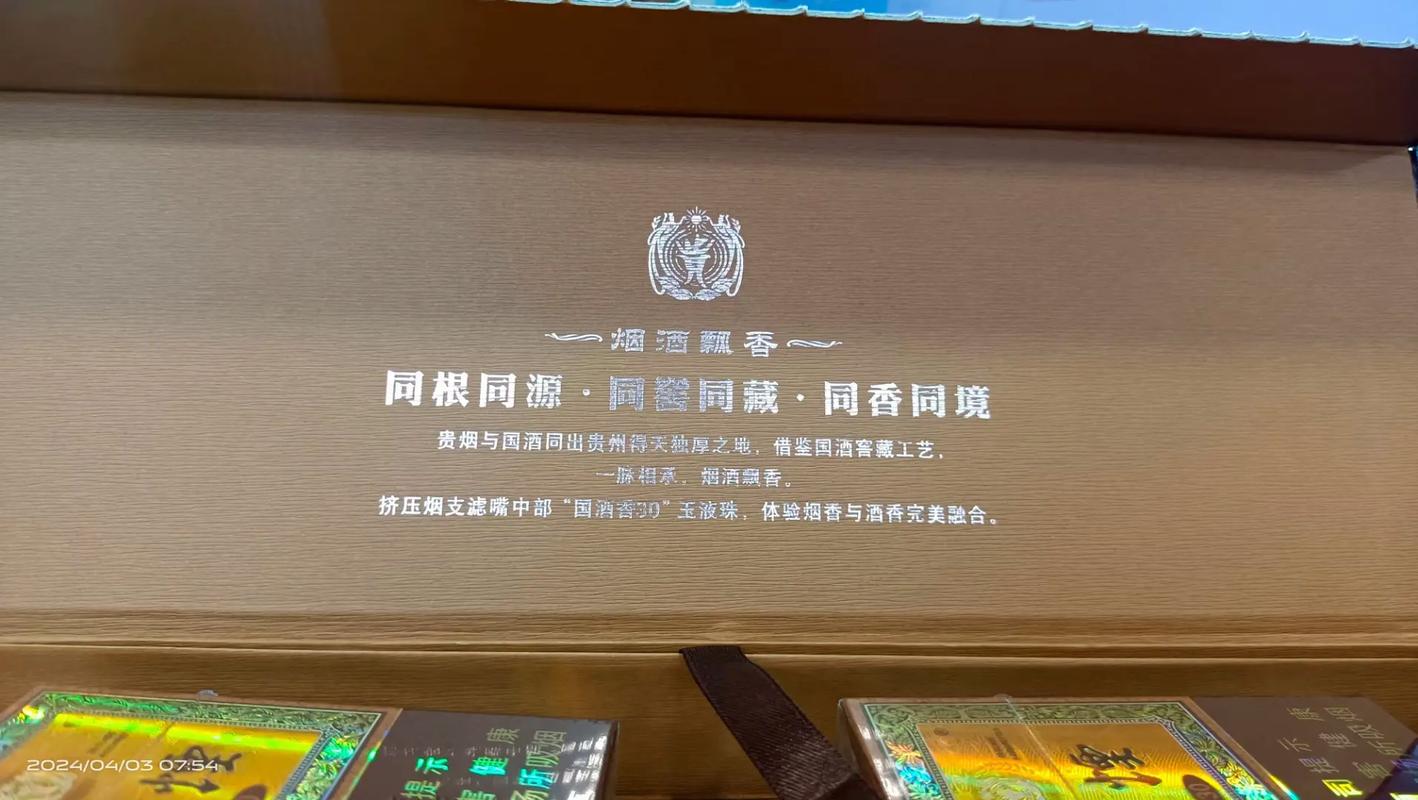 貴
烟酒飘香
同根同源·同窖同藏·同香同境
贵烟与国酒同出贵州得天独厚之地，借鉴国酒窖藏工艺，
一脉相承，烟酒飘香。
挤压烟支滤嘴中部“国酒香30”玉液珠，体验烟香与酒香完美融合。
2024/04/03 07:54